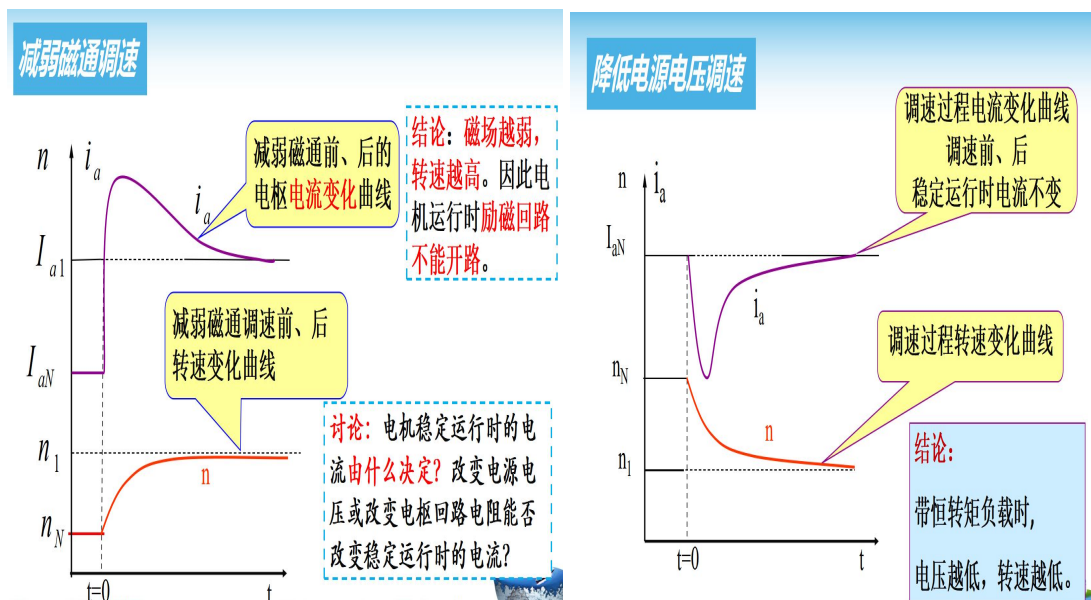 减弱磁通调速
n
i a
I a1
I aN
n 1
n N
t=0
t
i a
n
减弱磁通前、后的
电枢电流变化曲线
减弱磁通调速前、后
转速变化曲线
结论：磁场越弱，
转速越高。因此电
机运行时励磁回路
不能开路。
讨论：电机稳定运行时的电
流由什么决定？改变电源电
压或改变电枢回路电阻能否
改变稳定运行时的电流？
降低电源电压调速
n
i a
I aN
n N
n 1
t=0
t
i a
n
调速过程电流变化曲线
调速前、后
稳定运行时电流不变
调速过程转速变化曲线
结论：
带恒转矩负载时,
电压越低，转速越低。